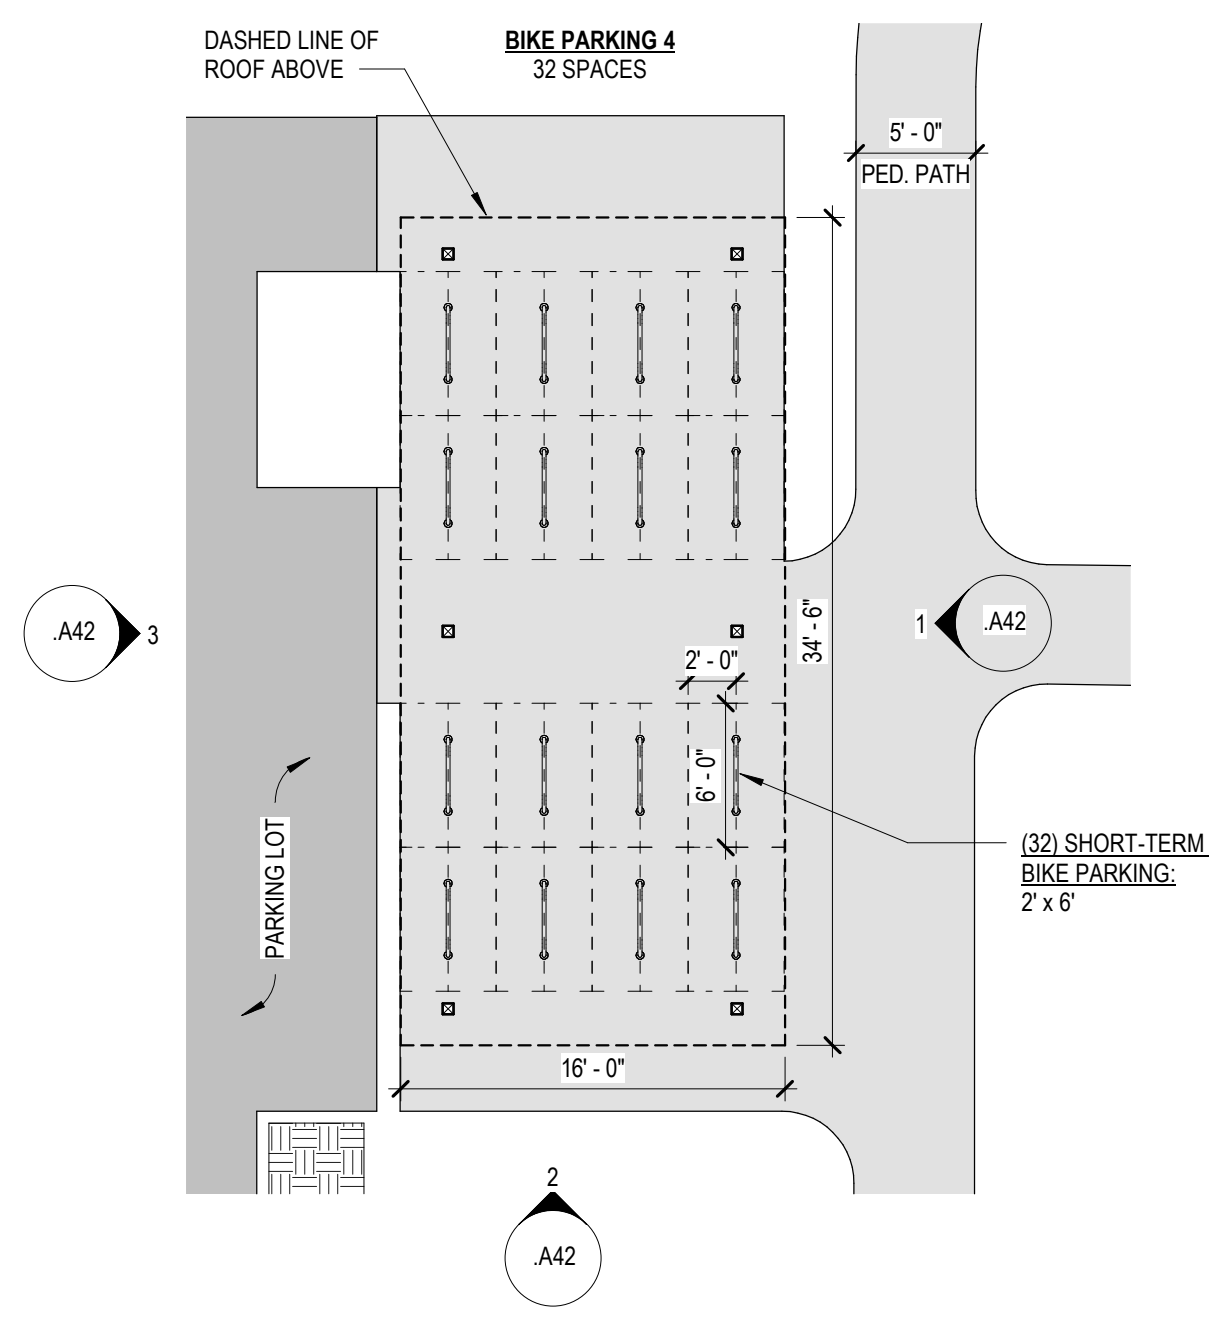 DASHED LINE OF
ROOF ABOVE
BIKE PARKING 4
32 SPACES
5' - 0"
PED. PATH
.A42
3
1
.A42
34' - 6"
2' - 0"
6' - 0"
(32) SHORT-TERM
BIKE PARKING:
2' x 6'
PARKING LOT
16' - 0"
2
.A42